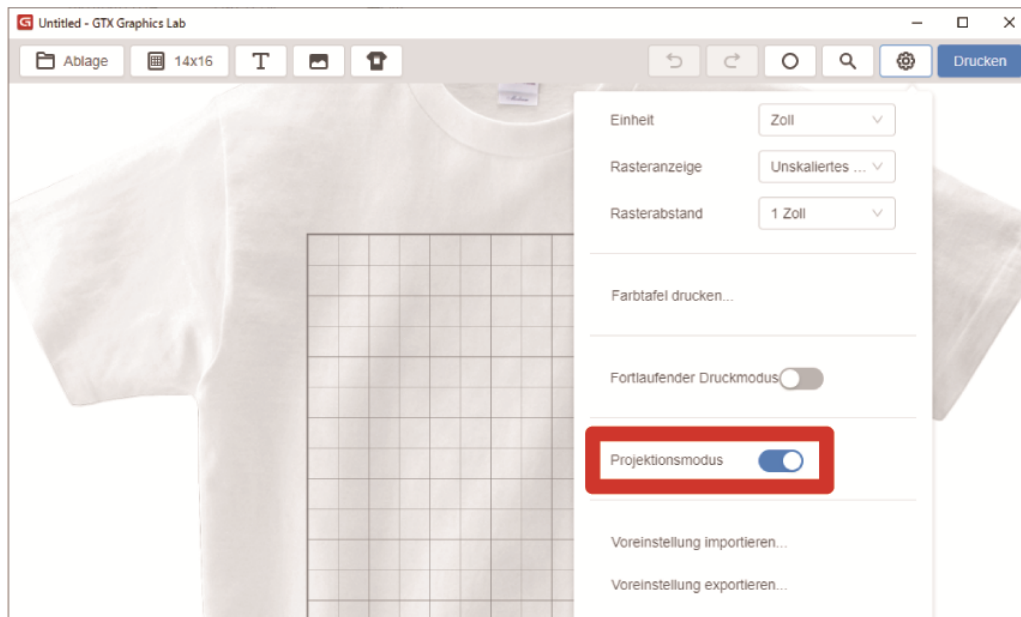 Untitled - GTX Graphics Lab
Ablage
14x16
T
Drucken
Einheit
Zoll
Rasteranzeige
Unskaliertes ...
Rasterabstand
1 Zoll
Farbtafel drucken...
Fortlaufender Druckmodus
Projektionsmodus
Voreinstellung importieren...
Voreinstellung exportieren...